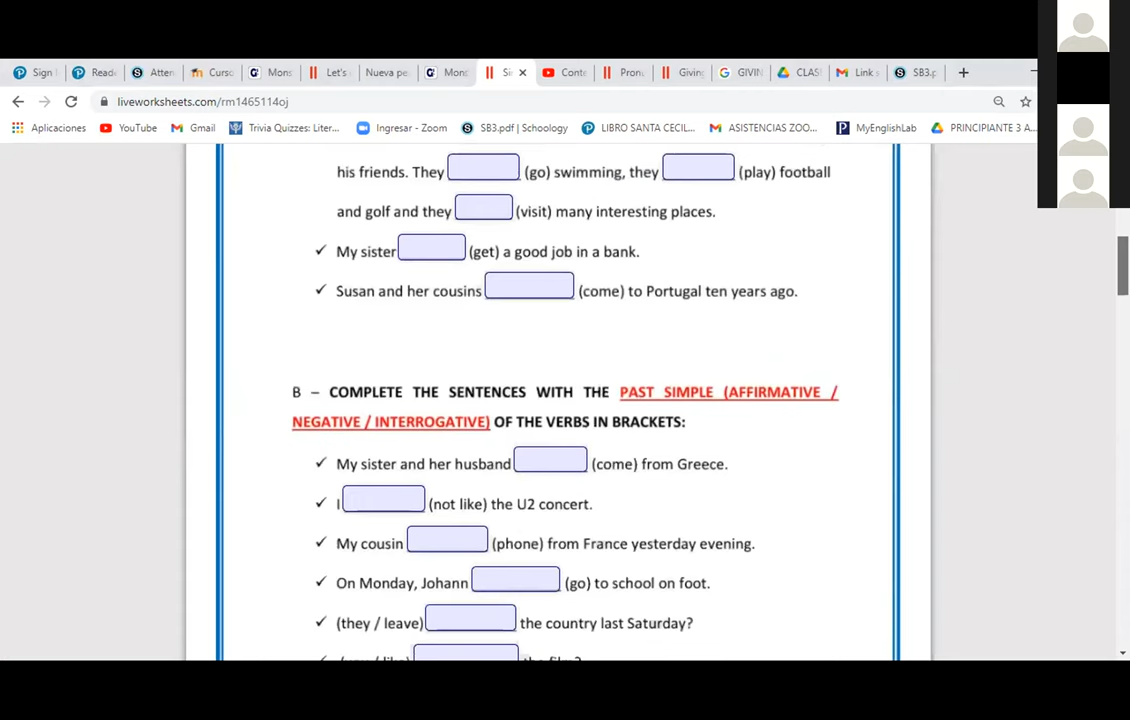 Sign
Reade
Atten
Curso
Mons
Let's
Nueva pe
Mons
Si
Conte
Pronu
Giving
GIVIN
CLAS
Link s
SB3.p
liveworksheets.com/rm1465114oj
Aplicaciones YouTube Gmail Trivia Quizzes: Liter... Ingresar - Zoom SB3.pdf | Schoology LIBRO SANTA CECIL... ASISTENCIAS ZOO... MyEnglishLab PRINCIPIANTE 3 A...
his friends. They (go) swimming, they (play) football
and golf and they (visit) many interesting places.
✓ My sister (get) a good job in a bank.
✓ Susan and her cousins (come) to Portugal ten years ago.
B – COMPLETE THE SENTENCES WITH THE PAST SIMPLE (AFFIRMATIVE /
NEGATIVE / INTERROGATIVE) OF THE VERBS IN BRACKETS:
✓ My sister and her husband (come) from Greece.
✓ I (not like) the U2 concert.
✓ My cousin (phone) from France yesterday evening.
✓ On Monday, Johann (go) to school on foot.
✓ (they / leave) the country last Saturday?